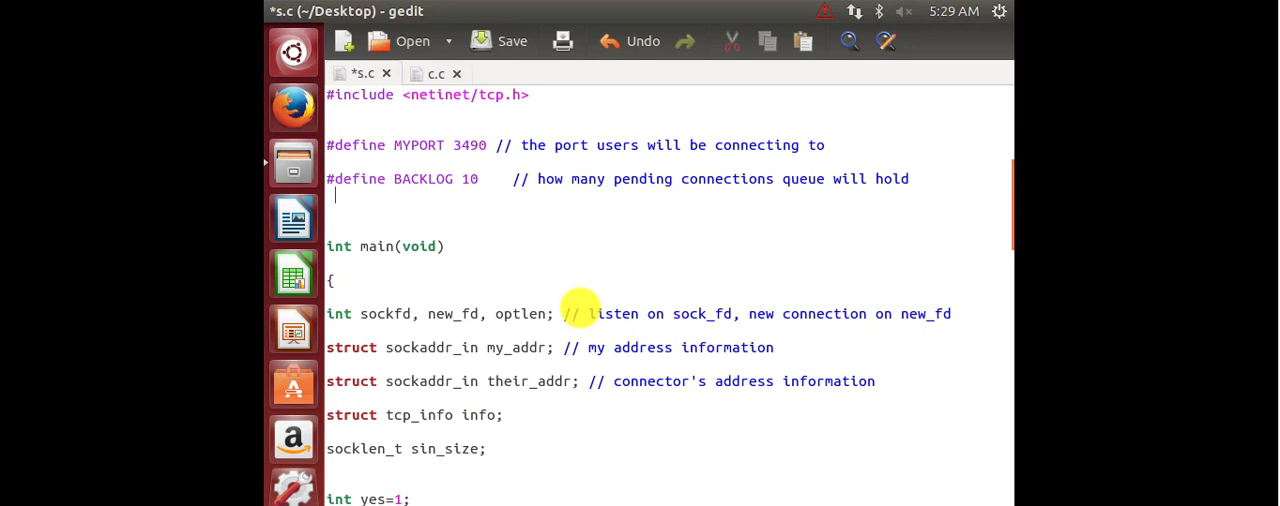 *s.c (~/Desktop) - gedit
5:29 AM
Open
Save
Undo
*s.c
c.c
#include <netinet/tcp.h>
#define MYPORT 3490 // the port users will be connecting to
#define BACKLOG 10    // how many pending connections queue will hold
int main(void)
{
int sockfd, new_fd, optlen; // listen on sock_fd, new connection on new_fd
struct sockaddr_in my_addr; // my address information
struct sockaddr_in their_addr; // connector's address information
struct tcp_info info;
socklen_t sin_size;
int yes=1;